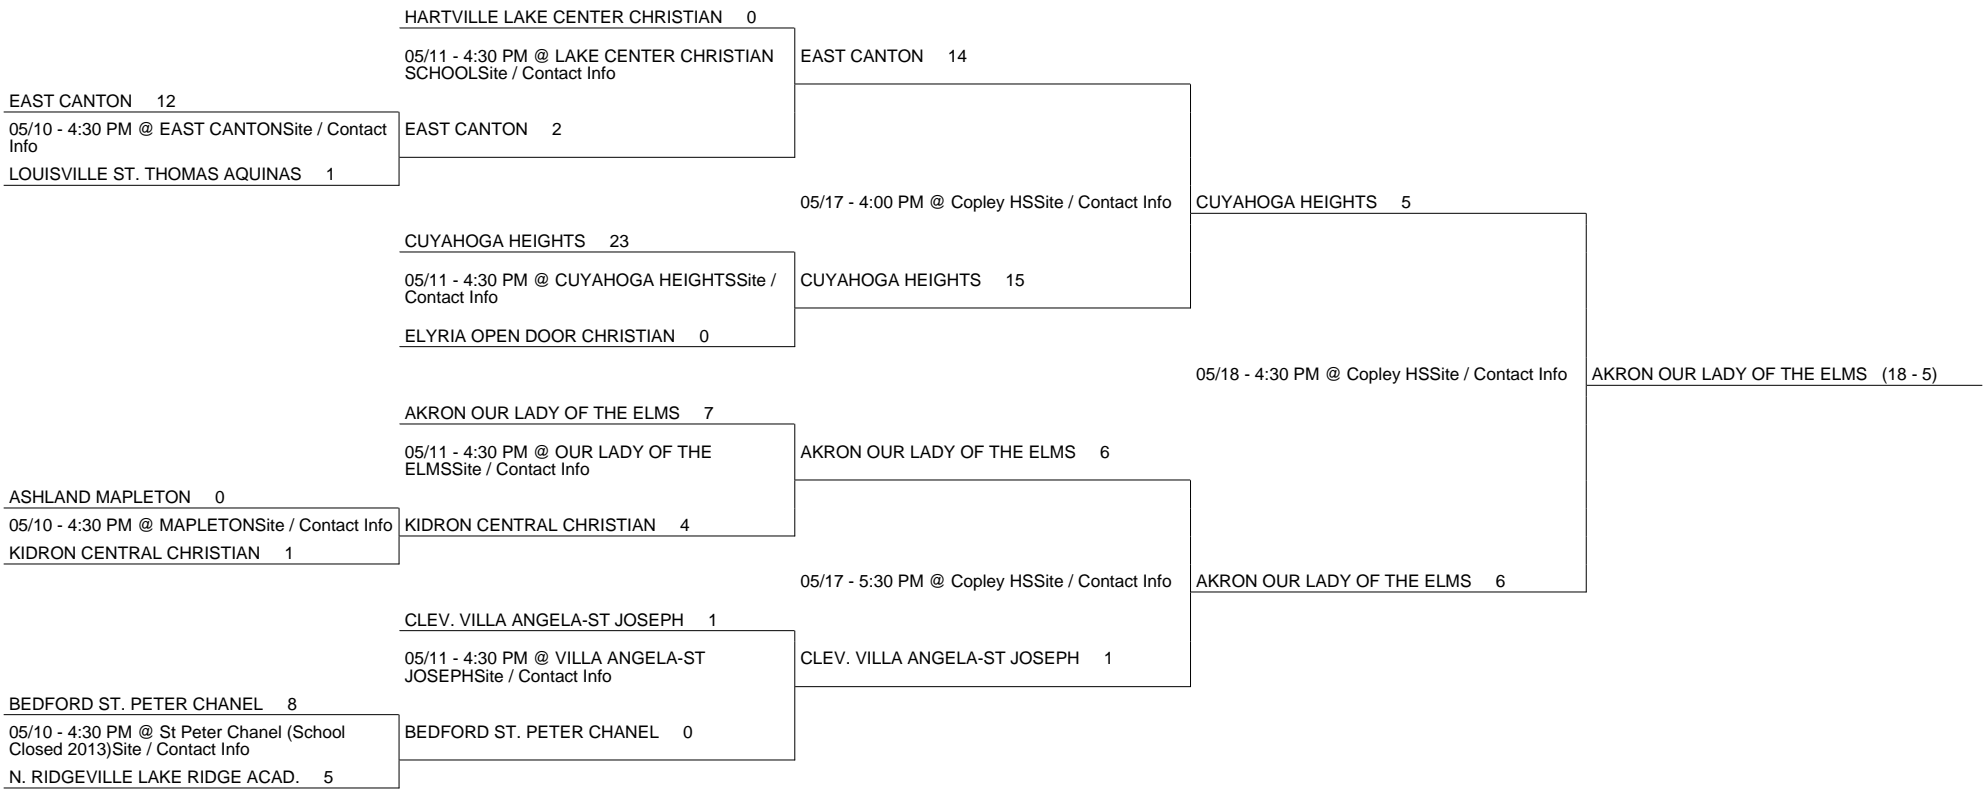 HARTVILLE LAKE CENTER CHRISTIAN 0
05/11 - 4:30 PM @ LAKE CENTER CHRISTIAN
SCHOOLSite / Contact Info
EAST CANTON 14
EAST CANTON 12
05/10 - 4:30 PM @ EAST CANTONSite / Contact
Info
LOUISVILLE ST. THOMAS AQUINAS 1
EAST CANTON 2
05/17 - 4:00 PM @ Copley HSSite / Contact Info
CUYAHOGA HEIGHTS 5
CUYAHOGA HEIGHTS 23
05/11 - 4:30 PM @ CUYAHOGA HEIGHTSSite /
Contact Info
CUYAHOGA HEIGHTS 15
ELYRIA OPEN DOOR CHRISTIAN 0
05/18 - 4:30 PM @ Copley HSSite / Contact Info
AKRON OUR LADY OF THE ELMS (18 - 5)
AKRON OUR LADY OF THE ELMS 7
05/11 - 4:30 PM @ OUR LADY OF THE
ELMSSite / Contact Info
AKRON OUR LADY OF THE ELMS 6
ASHLAND MAPLETON 0
05/10 - 4:30 PM @ MAPLETONSite / Contact Info
KIDRON CENTRAL CHRISTIAN 1
KIDRON CENTRAL CHRISTIAN 4
05/17 - 5:30 PM @ Copley HSSite / Contact Info
AKRON OUR LADY OF THE ELMS 6
CLEV. VILLA ANGELA-ST JOSEPH 1
05/11 - 4:30 PM @ VILLA ANGELA-ST
JOSEPHSite / Contact Info
CLEV. VILLA ANGELA-ST JOSEPH 1
BEDFORD ST. PETER CHANEL 8
05/10 - 4:30 PM @ St Peter Chanel (School
Closed 2013)Site / Contact Info
N. RIDGEVILLE LAKE RIDGE ACAD. 5
BEDFORD ST. PETER CHANEL 0